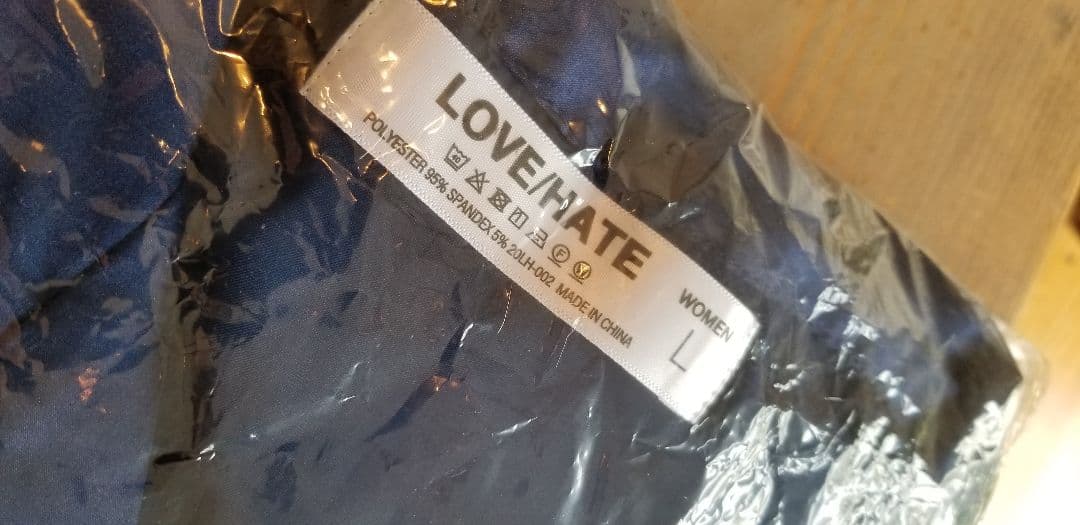 LOVE/HATE
POLYESTER 95% SPANDEX 5% 20LH-002 MADE IN CHINA
WOMEN
L